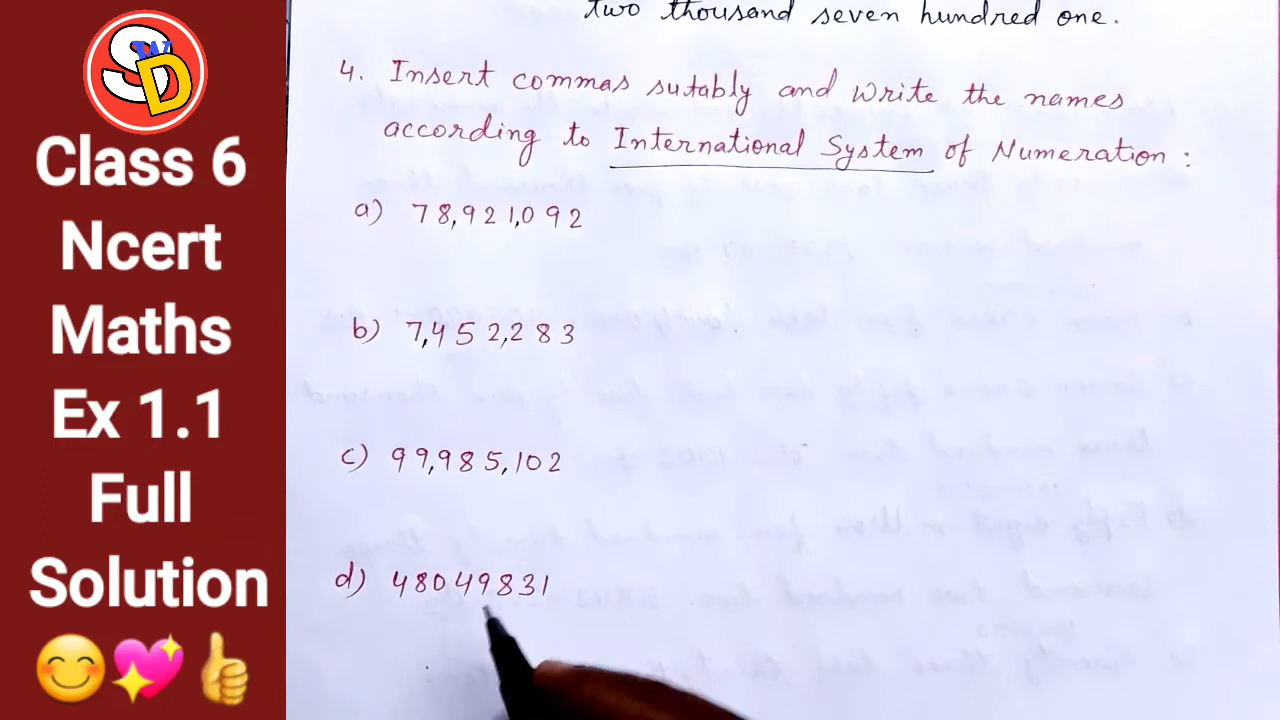 SWD
Class 6
Ncert
Maths
Ex 1.1
Full
Solution
two thousand seven hundred one.
4. Insert commas sutably and write the names
according to International System of Numeration :
a) 78,921,092
b) 7,452,283
c) 99,985,102
d) 48049831